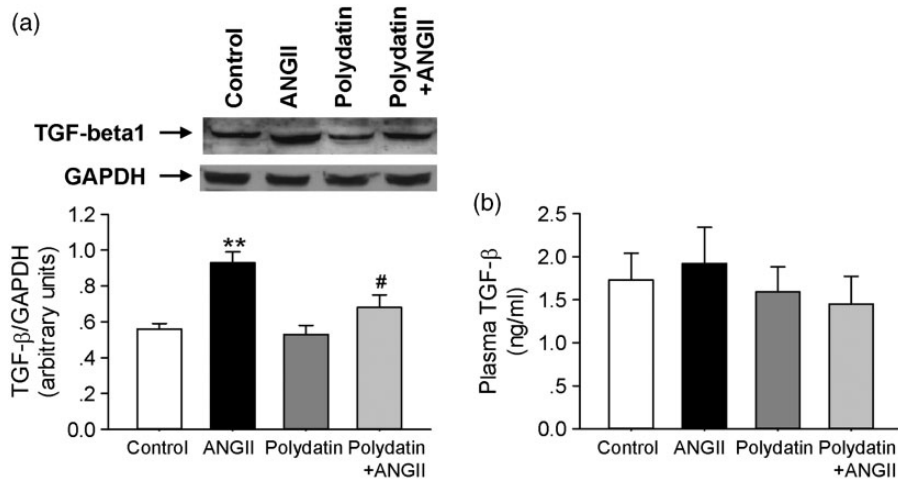 (a)
Control
ANGII
Polydatin
Polydatin
+ANGII
TGF-beta1
GAPDH
TGF-β/GAPDH
(arbitrary units)
1.2
1.0
.8
.6
.4
.2
0.0
**
#
Control
ANGII
Polydatin
Polydatin
+ANGII
(b)
Plasma TGF-β
(ng/ml)
2.5
2.0
1.5
1.0
0.5
0.0
Control
ANGII
Polydatin
Polydatin
+ANGII